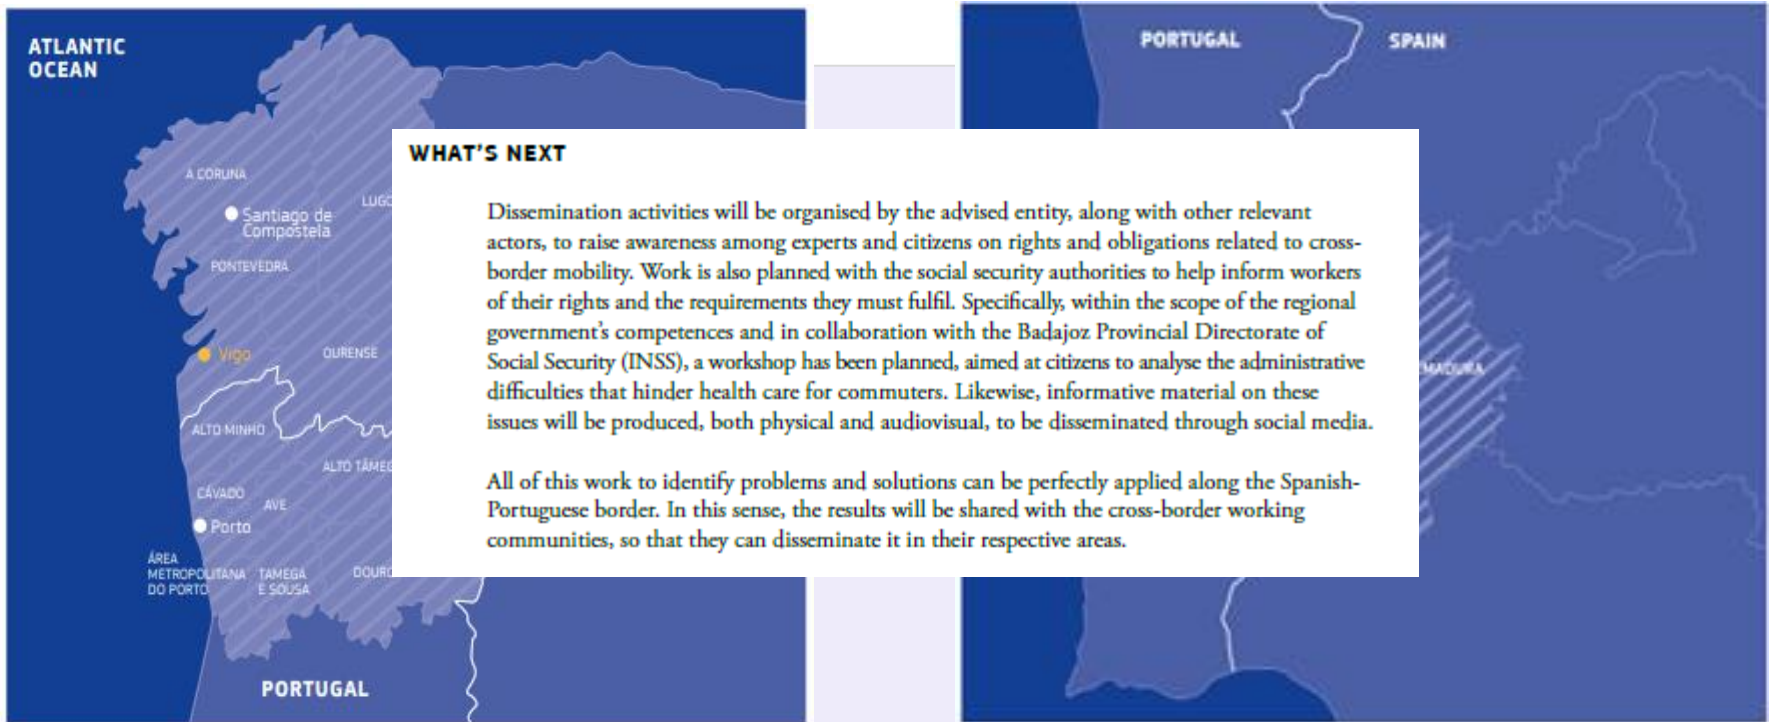 ATLANTIC
OCEAN
A CORUNA
LUGO
Santiago de
Compostela
PONTEVEDRA
Vigo
OURENSE
ALTO MINHO
ALTO TÂMEG
CÁVADO
AVE
Porto
ÁREA
METROPOLITANA
DO PORTO
TAMEGA
E SOUSA
DOURO
PORTUGAL
WHAT'S NEXT
Dissemination activities will be organised by the advised entity, along with other relevant
actors, to raise awareness among experts and citizens on rights and obligations related to cross-
border mobility. Work is also planned with the social security authorities to help inform workers
of their rights and the requirements they must fulfil. Specifically, within the scope of the regional
government's competences and in collaboration with the Badajoz Provincial Directorate of
Social Security (INSS), a workshop has been planned, aimed at citizens to analyse the administrative
difficulties that hinder health care for commuters. Likewise, informative material on these
issues will be produced, both physical and audiovisual, to be disseminated through social media.
All of this work to identify problems and solutions can be perfectly applied along the Spanish-
Portuguese border. In this sense, the results will be shared with the cross-border working
communities, so that they can disseminate it in their respective areas.
PORTUGAL
SPAIN
MADURA